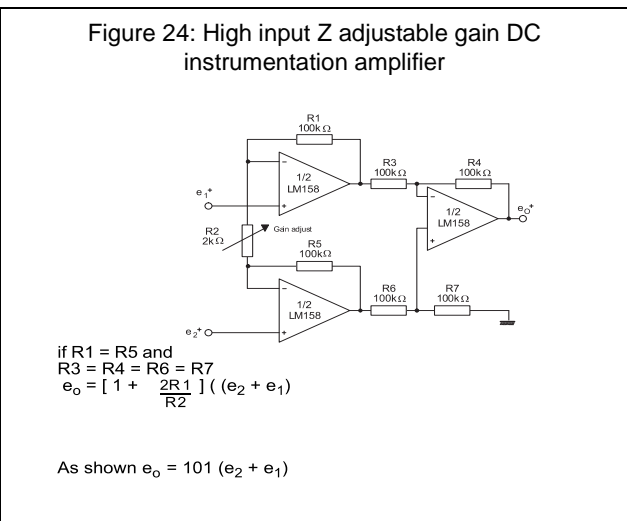 Figure 24: High input Z adjustable gain DC
instrumentation amplifier
R1
100kΩ
R3
100kΩ
R4
100kΩ
1/2
LM158
e1+
1/2
LM158
eO+
R2
2kΩ
Gain adjust
R5
100kΩ
R6
100kΩ
R7
100kΩ
1/2
LM158
e2+
if R1 = R5 and
R3 = R4 = R6 = R7
eo = [ 1 + 2R1/R2 ] ( (e2 + e1)
As shown eo = 101 (e2 + e1)